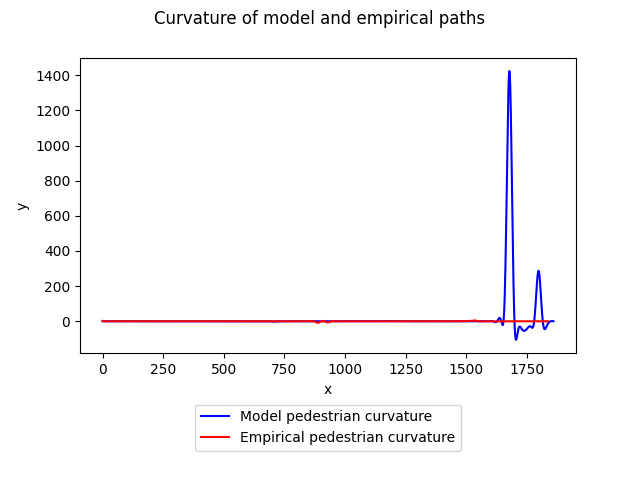 Curvature of model and empirical paths
1400
1200
1000
800
600
400
200
0
y
0 250 500 750 1000 1250 1500 1750
x
Model pedestrian curvature
Empirical pedestrian curvature